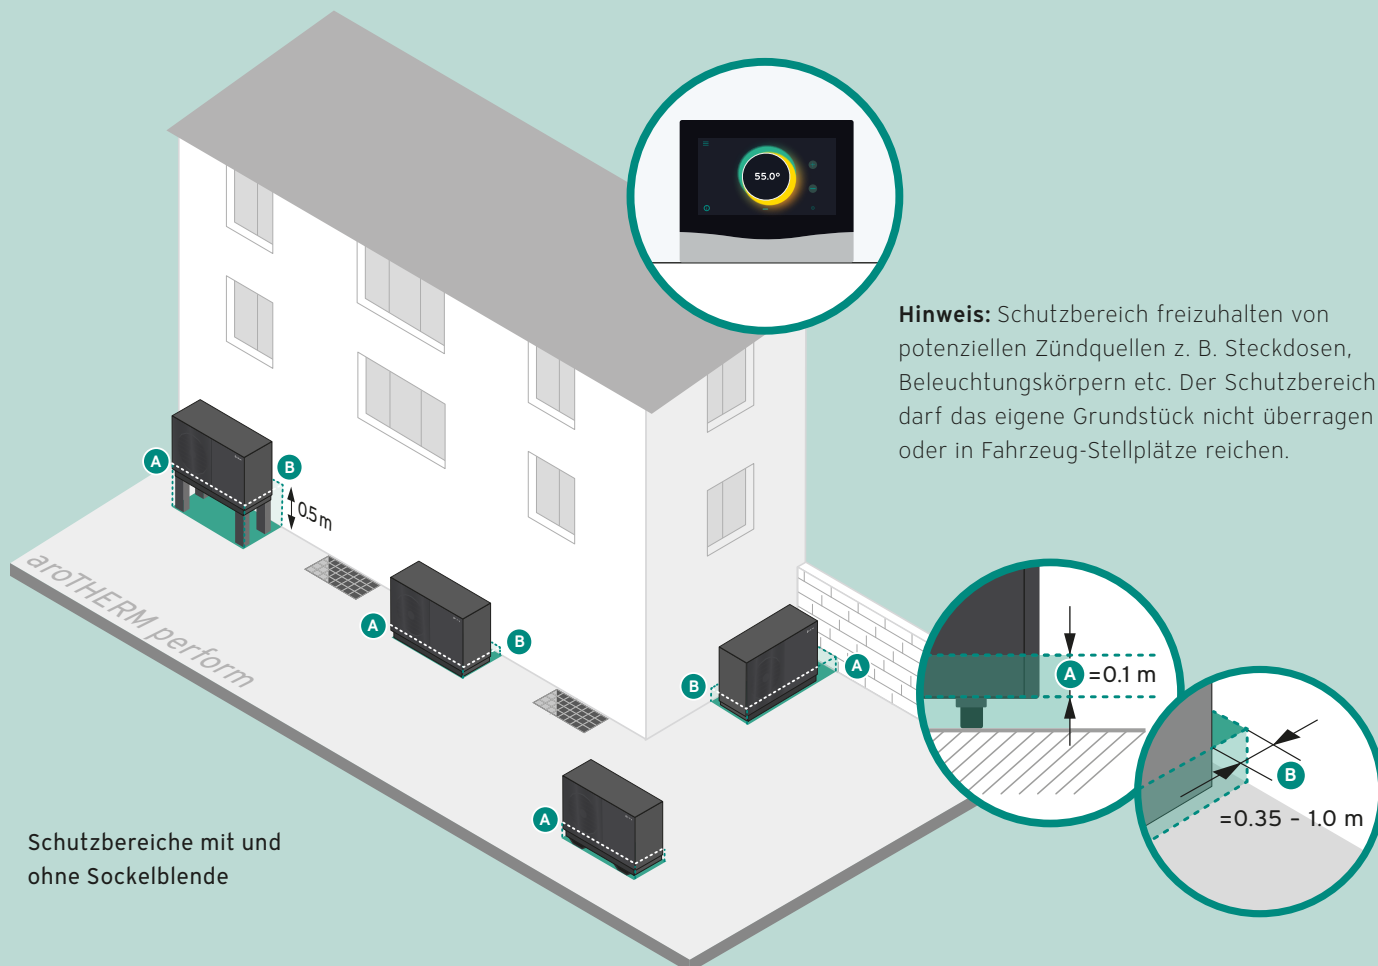 55.0°
Hinweis: Schutzbereich freizuhalten von
potenziellen Zündquellen z. B. Steckdosen,
Beleuchtungskörpern etc. Der Schutzbereich
darf das eigene Grundstück nicht überragen
oder in Fahrzeug-Stellplätze reichen.
A
B
0.5 m
aroTHERM perform
A
B
B
A
A
A =0.1 m
B
=0.35 - 1.0 m
Schutzbereiche mit und
ohne Sockelblende